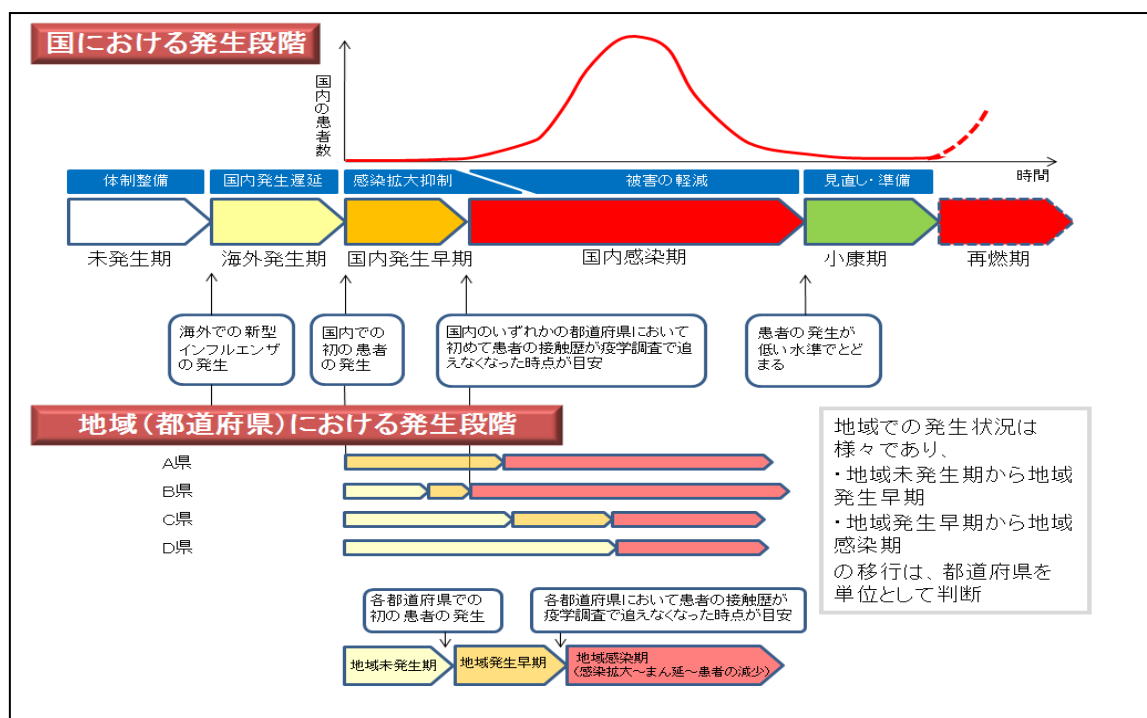 国における発生段階
国内の患者数
時間
体制整備
国内発生遅延
感染拡大抑制
被害の軽減
見直し・準備
未発生期
海外発生期
国内発生早期
国内感染期
小康期
再燃期
海外での新型
インフルエンザ
の発生
国内での
初の患者
の発生
国内のいずれかの都道府県において
初めて患者の接触歴が疫学調査で追
えなくなった時点が目安
患者の発生が
低い水準でとど
まる
地域(都道府県)における発生段階
A県
B県
C県
D県
地域での発生状況は
様々であり、
・地域未発生期から地域
発生早期
・地域発生早期から地域
感染期
の移行は、都道府県を
単位として判断
各都道府県での
初の患者の発生
各都道府県において患者の接触歴が
疫学調査で追えなくなった時点が目安
地域未発生期
地域発生早期
地域感染期
(感染拡大～まん延～患者の減少)